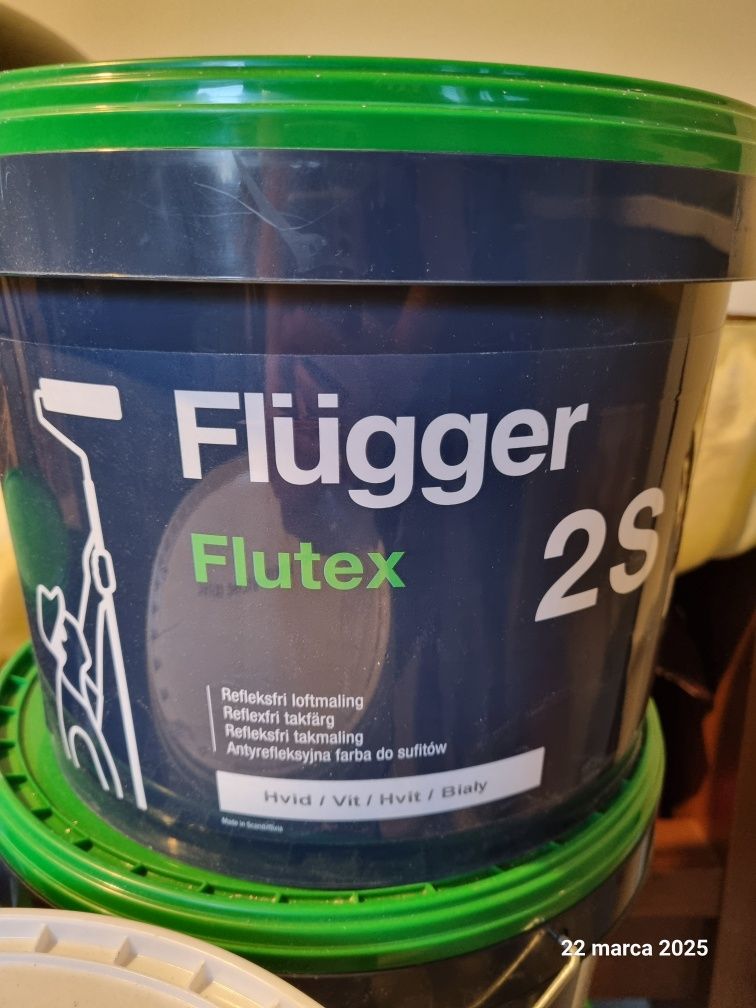 Flügger
Flutex
2S
Refleksfri loftmaling
Reflexfri takfärg
Refleksfri takmaling
Antyrefleksyjna farba do sufitów
Hvid / Vit / Hvit / Biały
Made in Scandinavia
22 marca 2025